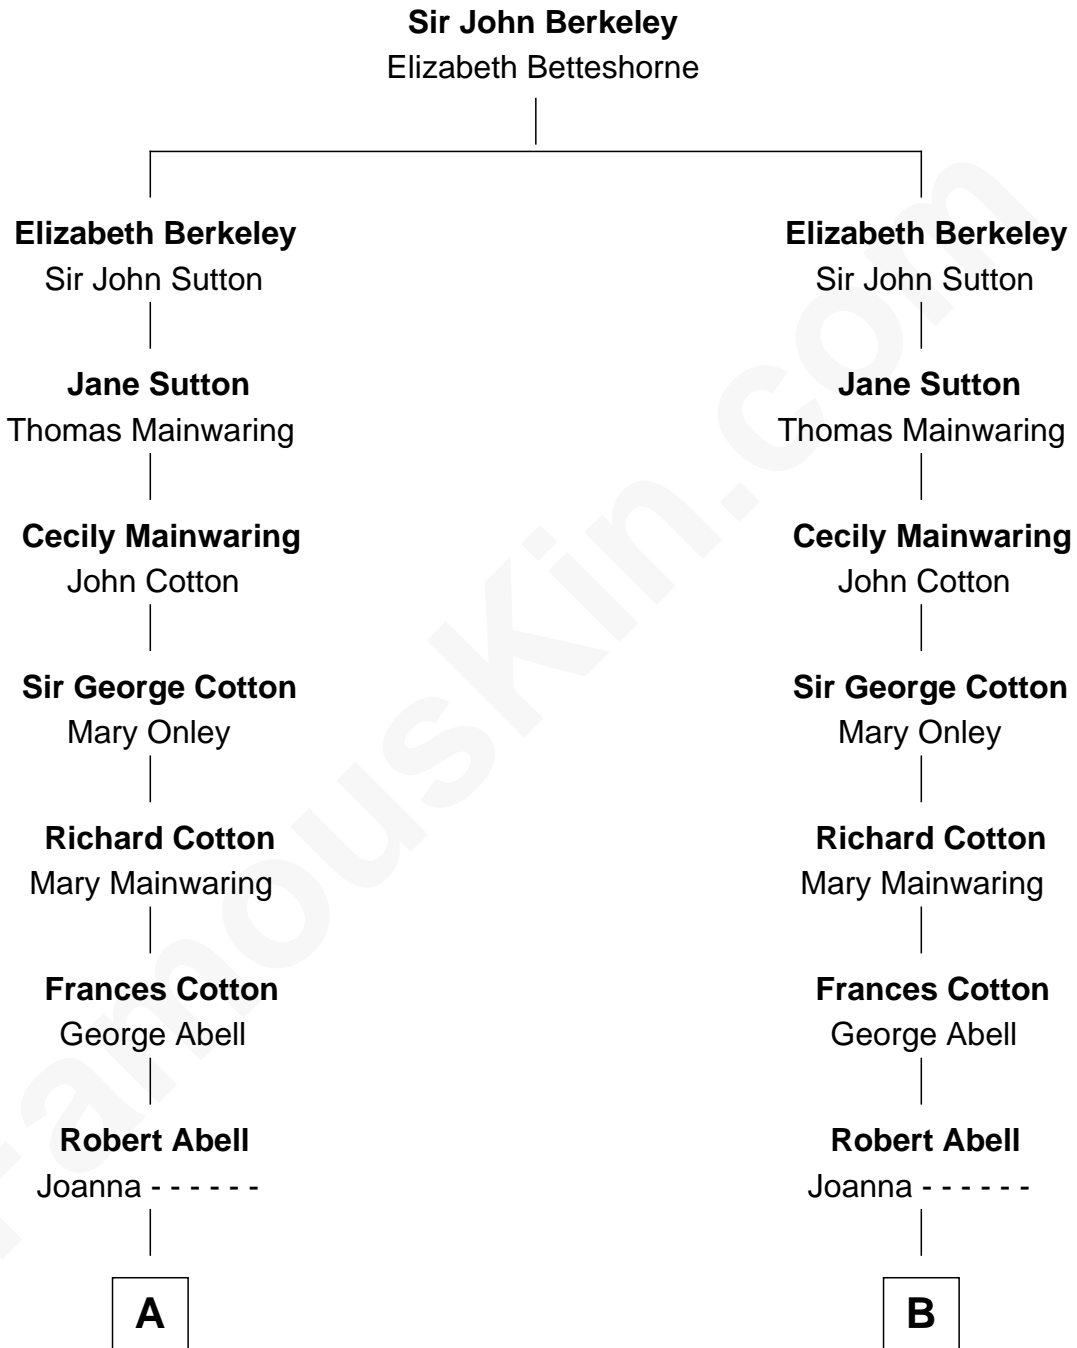 Sir John Berkeley
Elizabeth Betteshorne
Elizabeth Berkeley
Sir John Sutton
Jane Sutton
Thomas Mainwaring
Cecily Mainwaring
John Cotton
Sir George Cotton
Mary Onley
Richard Cotton
Mary Mainwaring
Frances Cotton
George Abell
Robert Abell
Joanna - - - - - -
A
Elizabeth Berkeley
Sir John Sutton
Jane Sutton
Thomas Mainwaring
Cecily Mainwaring
John Cotton
Sir George Cotton
Mary Onley
Richard Cotton
Mary Mainwaring
Frances Cotton
George Abell
Robert Abell
Joanna - - - - - -
B
FamousKin.com